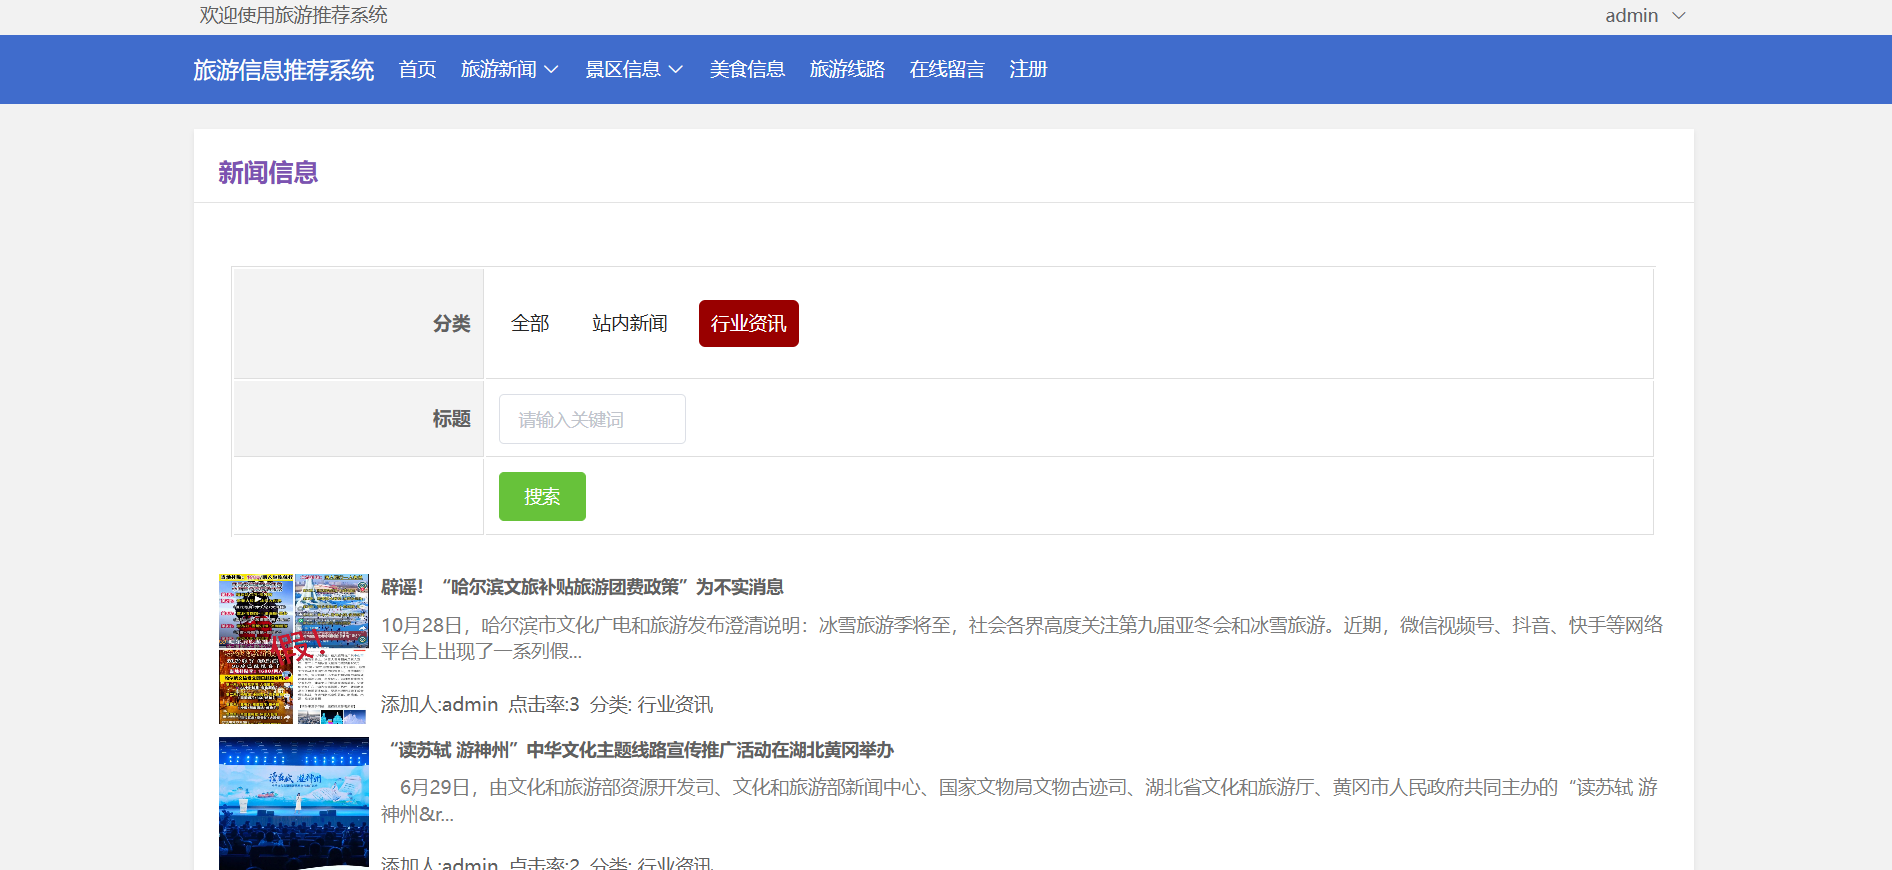 欢迎使用旅游推荐系统
admin
旅游信息推荐系统 首页 旅游新闻 景区信息 美食信息 旅游线路 在线留言 注册
新闻信息
分类 全部 站内新闻 行业资讯
标题 请输入关键词
搜索
辟谣！“哈尔滨文旅补贴旅游团费政策”为不实消息
10月28日，哈尔滨市文化广电和旅游发布澄清说明：冰雪旅游季将至，社会各界高度关注第九届亚冬会和冰雪旅游。近期，微信视频号、抖音、快手等网络
平台上出现了一系列假...
假！
添加人:admin 点击率:3 分类: 行业资讯
“读苏轼 游神州”中华文化主题线路宣传推广活动在湖北黄冈举办
读苏轼 游神州
6月29日，由文化和旅游部资源开发司、文化和旅游部新闻中心、国家文物局文物古迹司、湖北省文化和旅游厅、黄冈市人民政府共同主办的“读苏轼 游
神州&r...
添加人:admin 点击率:2 分类: 行业资讯